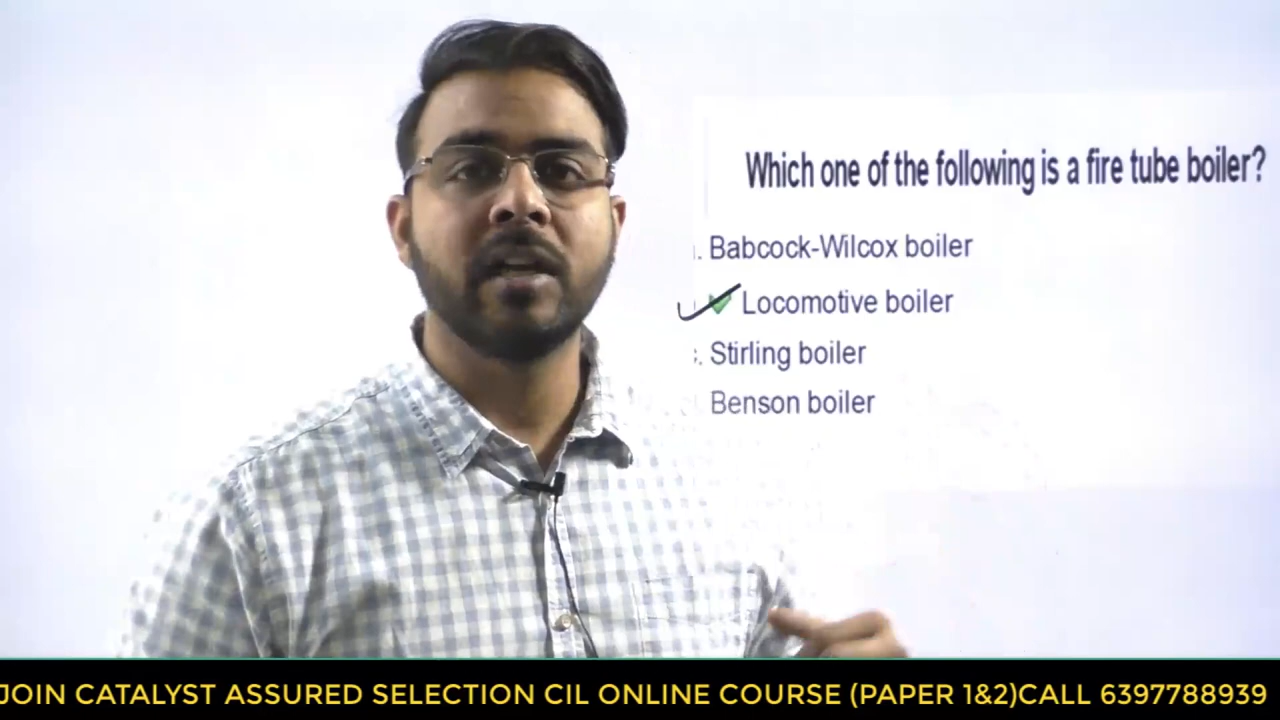 Which one of the following is a fire tube boiler?
. Babcock-Wilcox boiler
Locomotive boiler
. Stirling boiler
Benson boiler
JOIN CATALYST ASSURED SELECTION CIL ONLINE COURSE (PAPER 1&2)CALL 6397788939